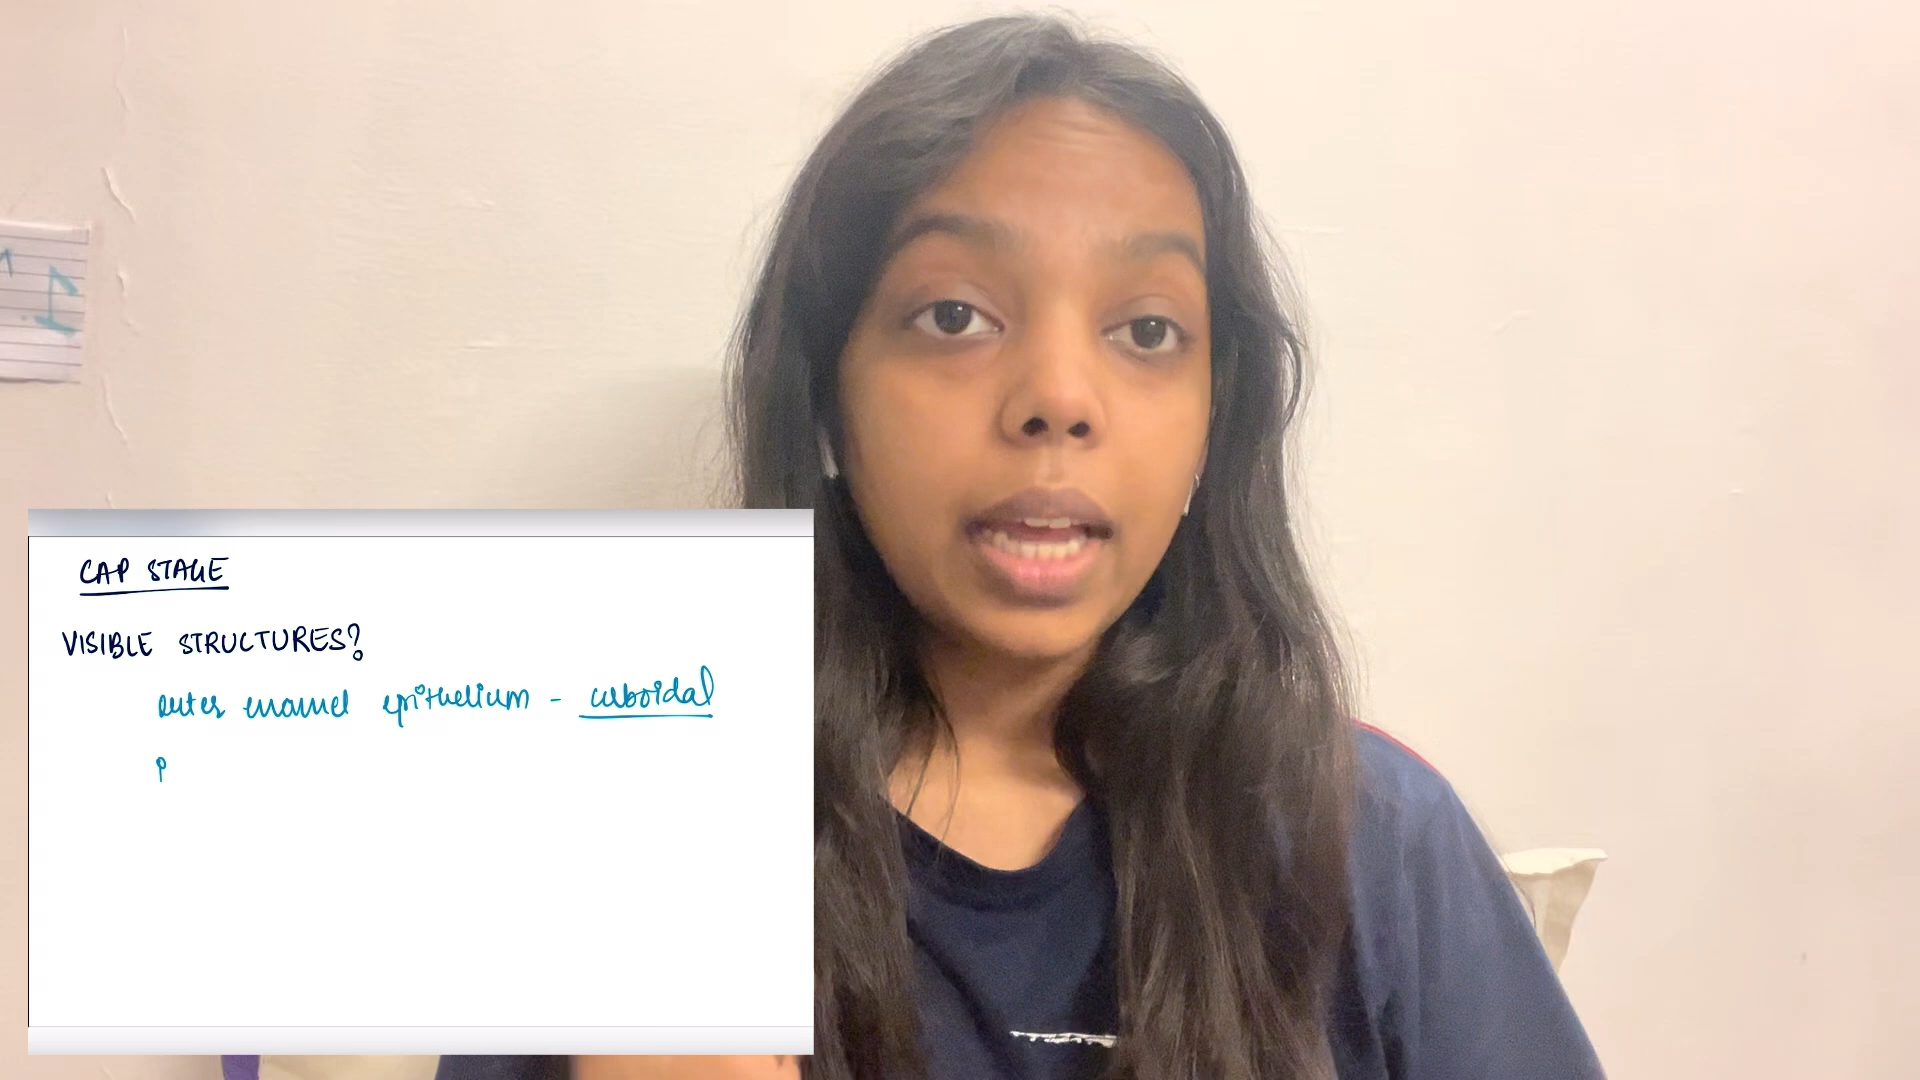 CAP STAGE
VISIBLE STRUCTURES?
outer enamel epithelium - cuboidal
P